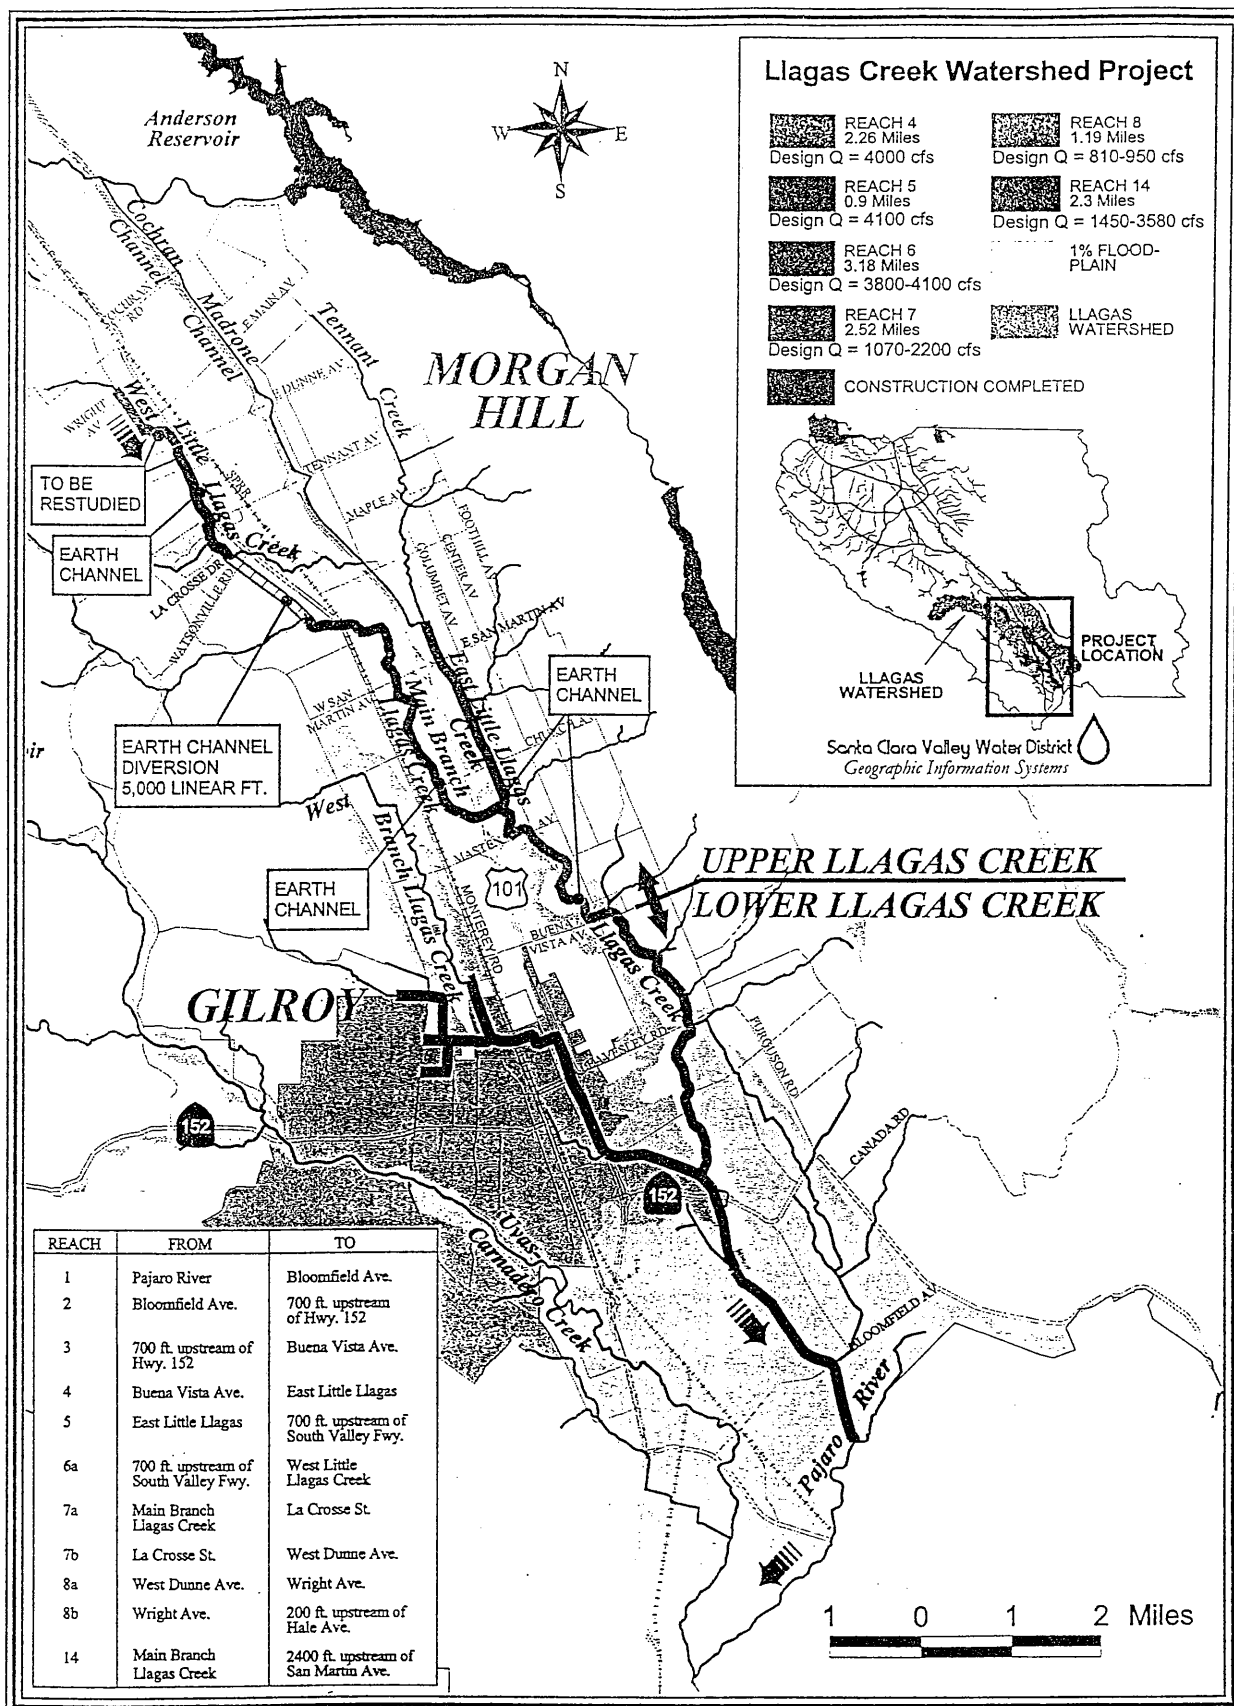 Llagas Creek Watershed Project
REACH 4
2.26 Miles
Design Q = 4000 cfs
REACH 5
0.9 Miles
Design Q = 4100 cfs
REACH 6
3.18 Miles
Design Q = 3800-4100 cfs
REACH 7
2.52 Miles
Design Q = 1070-2200 cfs
CONSTRUCTION COMPLETED
REACH 8
1.19 Miles
Design Q = 810-950 cfs
REACH 14
2.3 Miles
Design Q = 1450-3580 cfs
1% FLOOD-
PLAIN
LLAGAS
WATERSHED
PROJECT
LOCATION
LLAGAS
WATERSHED
Santa Clara Valley Water District
Geographic Information Systems
N
W
E
S
Anderson
Reservoir
Cochran
Channel
Madrone
Channel
COCHRAN
RD
E MAIN AV
Tennant
Creek
E DUNNE AV
MORGAN
HILL
WRIGHT
AV
West
Little
Llagas
Creek
SPRR
TENNANT AV
MAPLE A
TO BE
RESTUDIED
EARTH
CHANNEL
LA CROSSE DR
WATSONVILLE RD
FOOTHILL A
CENTER AV
COLUMBET AV
E SAN MARTIN AV
W SAN
MARTIN AV
EARTH
CHANNEL
EARTH CHANNEL
DIVERSION
5,000 LINEAR FT.
ir
Main Branch
Llagas Creek
East Little Llagas
Creek
West
Branch Llagas Creek
MASTEN AV
101
MONTEREY RD
EARTH
CHANNEL
UPPER LLAGAS CREEK
LOWER LLAGAS CREEK
BUENA
VISTA AV
Llagas Creek
GILROY
LEAVESLEY RD
FURGUSON RD
CANADA RD
152
152
Uvas-
Carnadero Creek
BLOOMFIELD AV
Pajaro
River
REACH FROM TO
1 Pajaro River Bloomfield Ave.
2 Bloomfield Ave. 700 ft. upstream
of Hwy. 152
3 700 ft. upstream of Buena Vista Ave.
Hwy. 152
4 Buena Vista Ave. East Little Llagas
5 East Little Llagas 700 ft. upstream of
South Valley Fwy.
6a 700 ft. upstream of West Little
South Valley Fwy. Llagas Creek
7a Main Branch La Crosse St.
Llagas Creek
7b La Crosse St. West Dunne Ave.
8a West Dunne Ave. Wright Ave.
8b Wright Ave. 200 ft. upstream of
Hale Ave.
14 Main Branch 2400 ft. upstream of
Llagas Creek San Martin Ave.
1 0 1 2 Miles